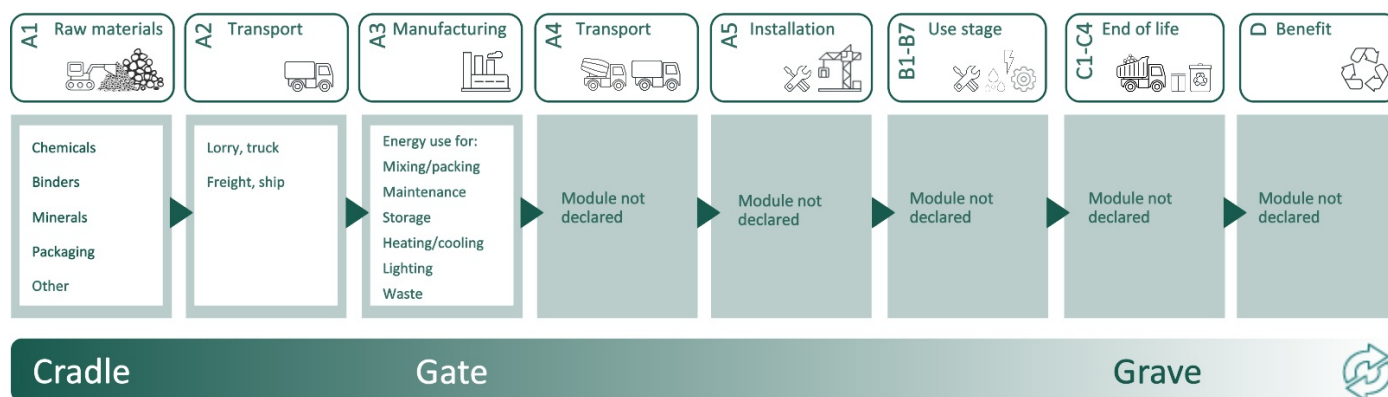 A1 Raw materials
A2 Transport
A3 Manufacturing
A4 Transport
A5 Installation
B1-B7 Use stage
C1-C4 End of life
D Benefit
Chemicals
Binders
Minerals
Packaging
Other
Lorry, truck
Freight, ship
Energy use for:
Mixing/packing
Maintenance
Storage
Heating/cooling
Lighting
Waste
Module not
declared
Module not
declared
Module not
declared
Module not
declared
Module not
declared
Cradle
Gate
Grave